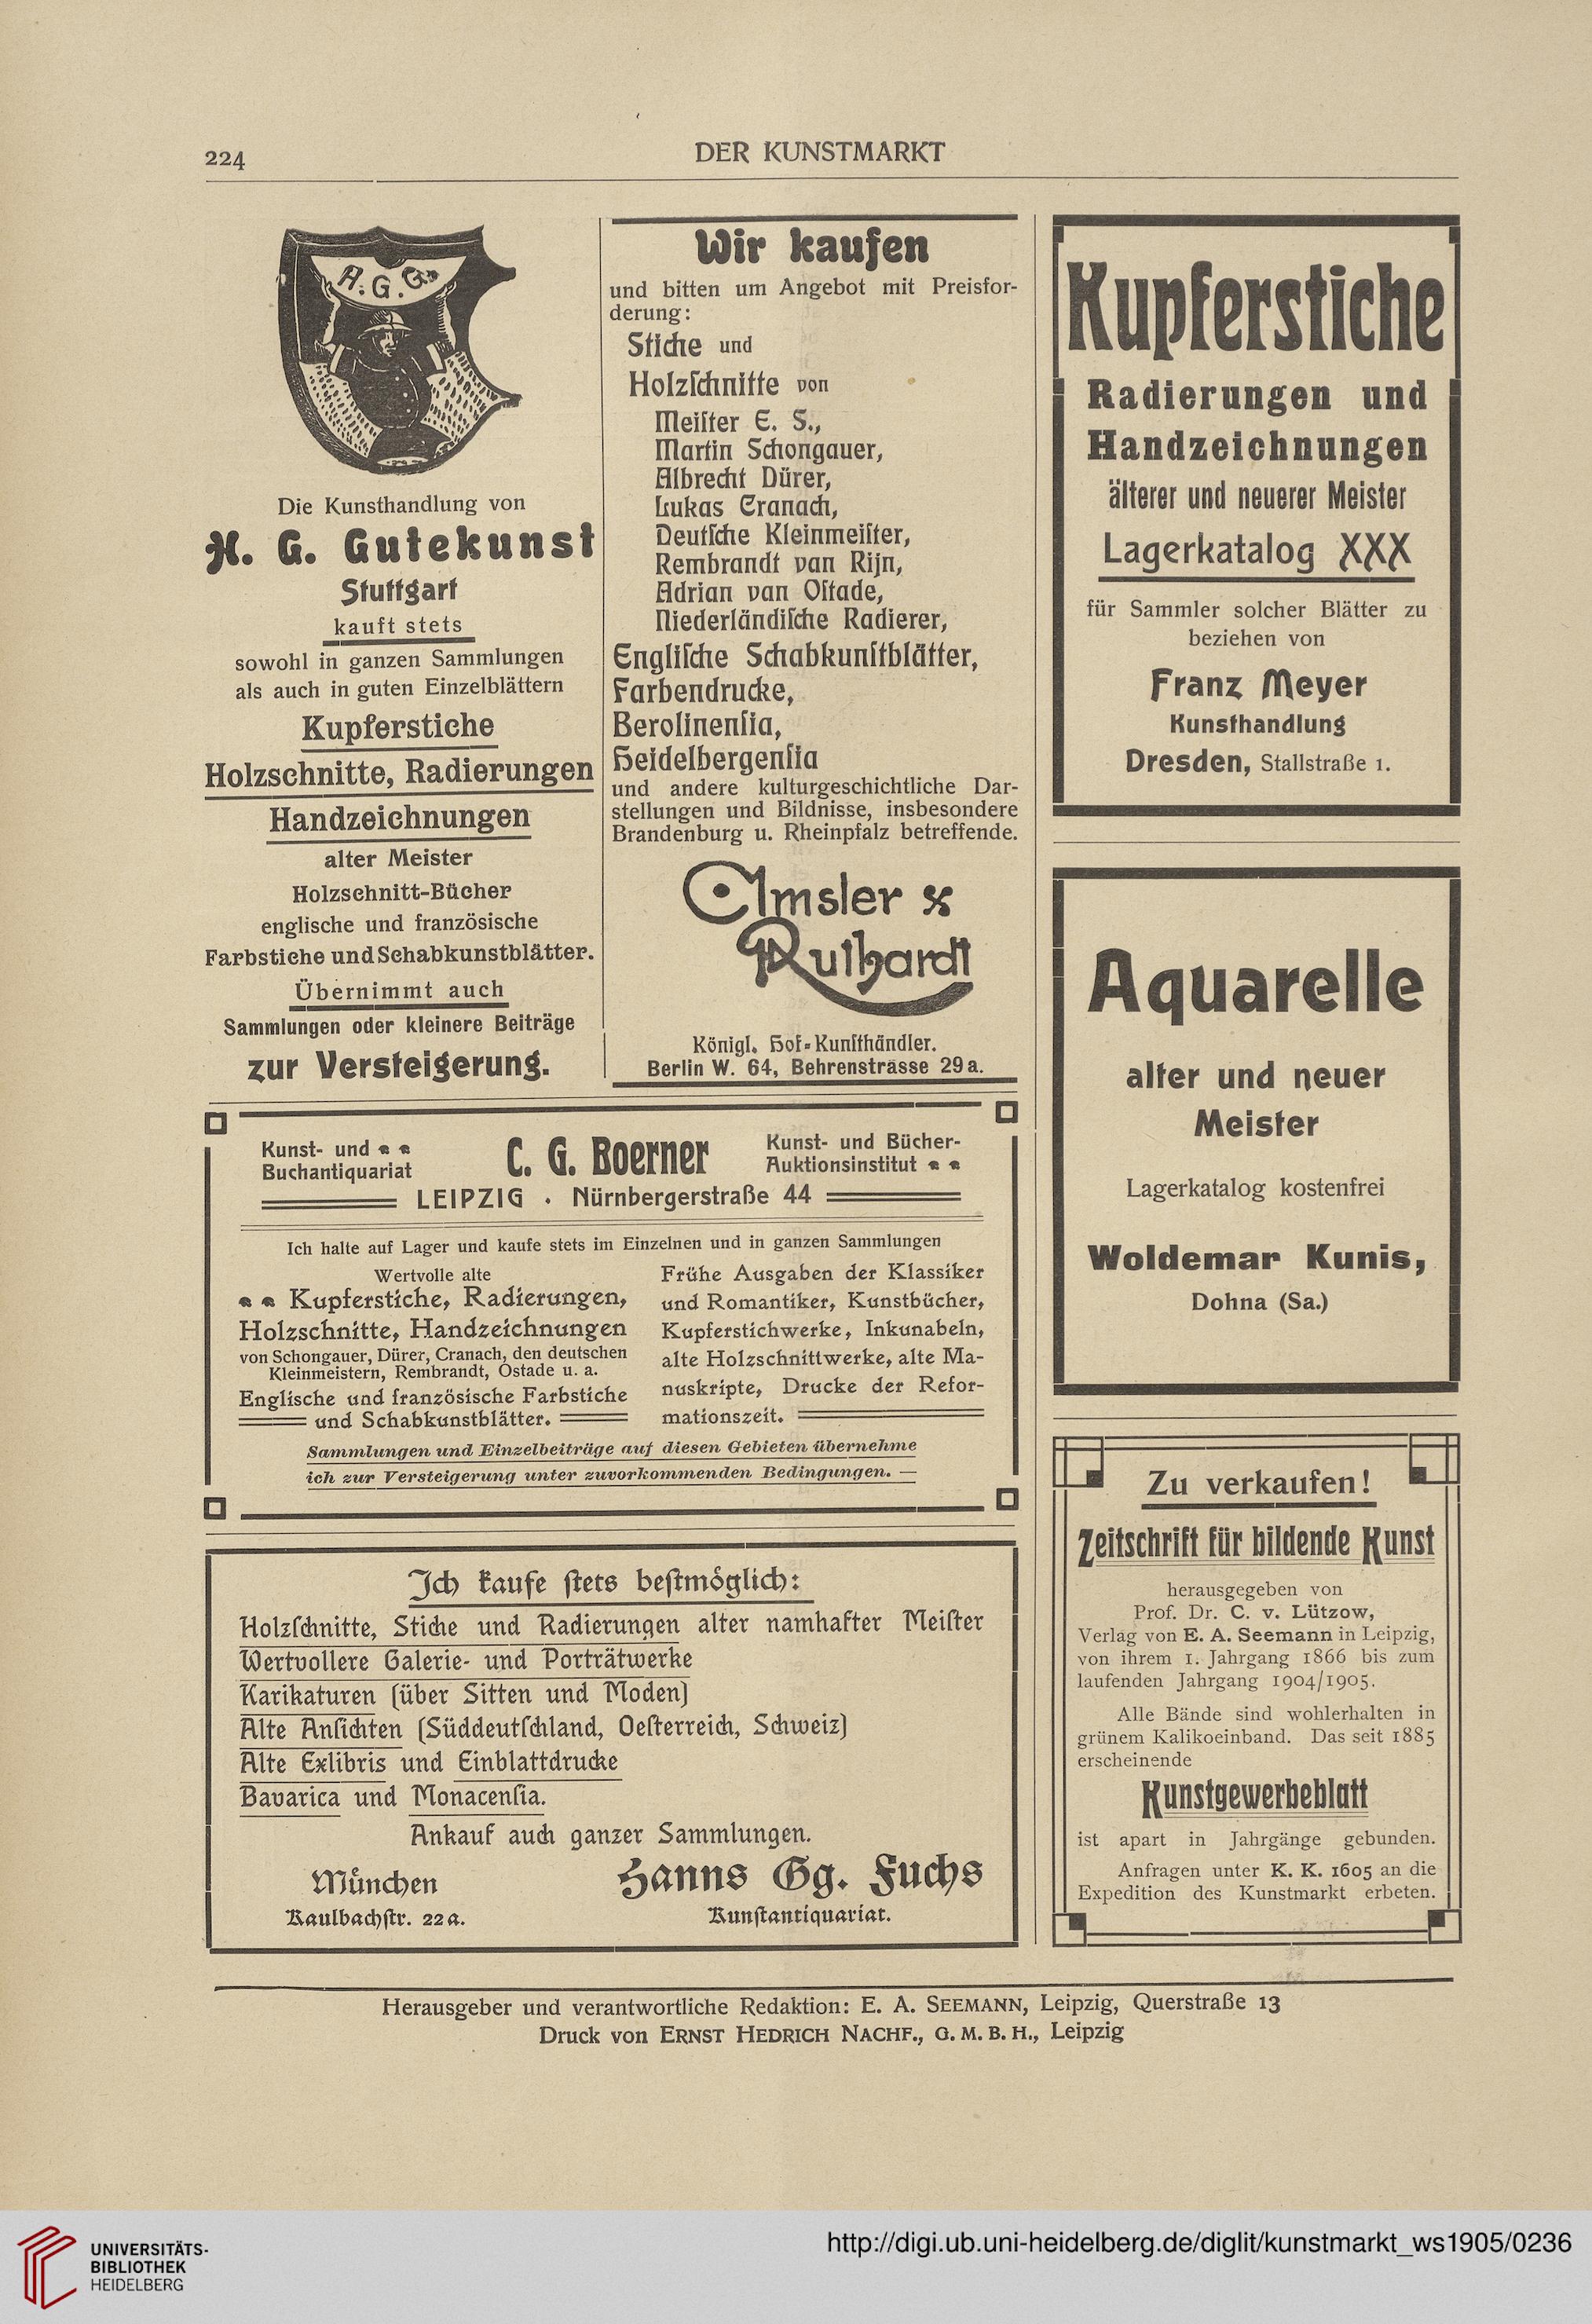 224
DER KUNSTMARKT
H. G. G.
Die Kunsthandlung von
H. G. Gutekunst
Stuttgart
kauft stets
sowohl in ganzen Sammlungen
als auch in guten Einzelblättern
Kupferstiche
Holzschnitte, Radierungen
Handzeichnungen
alter Meister
Holzschnitt-Bücher
englische und französische
Farbstiche und Schabkunstblätter.
Übernimmt auch
Sammlungen oder kleinere Beiträge
zur Versteigerung.
Wir kaufen
und bitten um Angebot mit Preisfor-
derung:
Stiche und
Holzſchnitte von
Meiſter E. S.,
Martin Schongauer,
Albrecht Dürer,
Lukas Cranach,
Deutſche Kleinmeiſter,
Rembrandt van Rijn,
Adrian van Oſtade,
Niederländiſche Radierer,
Engliſche Schabkunſtblätter,
Farbendrucke,
Berolinenſia,
Heidelbergenſia
und andere kulturgeschichtliche Dar-
stellungen und Bildnisse, insbesondere
Brandenburg u. Rheinpfalz betreffende.
Amsler &
Ruthardt
Königl. Hof-Kunſthändler.
Berlin W. 64, Behrenstrasse 29 a.
Kupferstiche
Radierungen und
Handzeichnungen
älterer und neuerer Meister
Lagerkatalog XXX
für Sammler solcher Blätter zu
beziehen von
Franz Meyer
Kunsthandlung
Dresden, Stallstraße 1.
Aquarelle
alter und neuer
Meister
Lagerkatalog kostenfrei
Woldemar Kunis,
Dohna (Sa.)
Kunst- und
Buchantiquariat
C. G. Boerner
Kunst- und Bücher-
Auktionsinstitut
LEIPZIG . Nürnbergerstraße 44
Ich halte auf Lager und kaufe stets im Einzelnen und in ganzen Sammlungen
Wertvolle alte
Kupferstiche, Radierungen,
Holzschnitte, Handzeichnungen
von Schongauer, Dürer, Cranach, den deutschen
Kleinmeistern, Rembrandt, Ostade u. a.
Englische und französische Farbstiche
und Schabkunstblätter.
Frühe Ausgaben der Klassiker
und Romantiker, Kunstbücher,
Kupferstichwerke, Inkunabeln,
alte Holzschnittwerke, alte Ma-
nuskripte, Drucke der Refor-
mationszeit.
Sammlungen und Einzelbeiträge auf diesen Gebieten übernehme
ich zur Versteigerung unter zuvorkommenden Bedingungen. —
Ich kaufe ſtets beſtmöglich:
Holzſchnitte, Stiche und Radierungen alter namhafter Meiſter
Wertvollere Galerie- und Porträtwerke
Karikaturen (über Sitten und Moden)
Alte Anſichten (Süddeutſchland, Oeſterreich, Schweiz)
Alte Exlibris und Einblattdrucke
Bavarica und Monacenſia.
Ankauf auch ganzer Sammlungen.
München
Kaulbachſtr. 22 a.
Hanns Gg. Fuchs
Kunſtantiquariat.
Zu verkaufen!
Zeitschrift für bildende Kunst
herausgegeben von
Prof. Dr. C. v. Lützow,
Verlag von E. A. Seemann in Leipzig,
von ihrem 1. Jahrgang 1866 bis zum
laufenden Jahrgang 1904/1905.
Alle Bände sind wohlerhalten in
grünem Kalikoeinband. Das seit 1885
erscheinende
Kunstgewerbeblatt
ist apart in Jahrgänge gebunden.
Anfragen unter K. K. 1605 an die
Expedition des Kunstmarkt erbeten.
Herausgeber und verantwortliche Redaktion: E. A. SEEMANN, Leipzig, Querstraße 13
Druck von ERNST HEDRICH NACHF., G. M. B. H., Leipzig
UNIVERSITÄTS-
BIBLIOTHEK
HEIDELBERG
http://digi.ub.uni-heidelberg.de/diglit/kunstmarkt_ws1905/0236